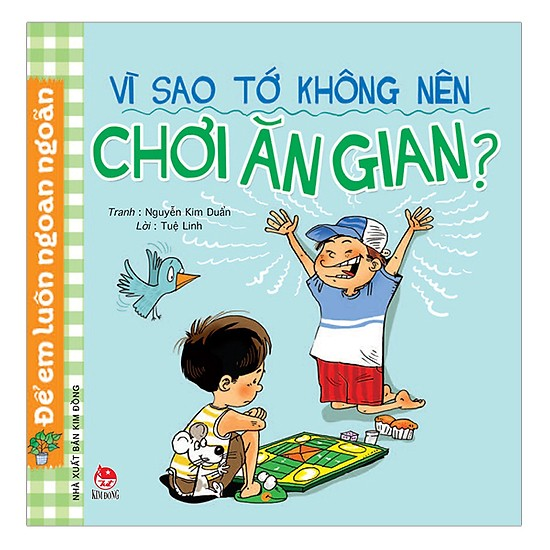 VÌ SAO TỚ KHÔNG NÊN
CHƠI ĂN GIAN?
Tranh : Nguyễn Kim Duẩn
Lời : Tuệ Linh
Để em luôn ngoan ngoãn
NHÀ XUẤT BẢN KIM ĐỒNG
KIM ĐỒNG